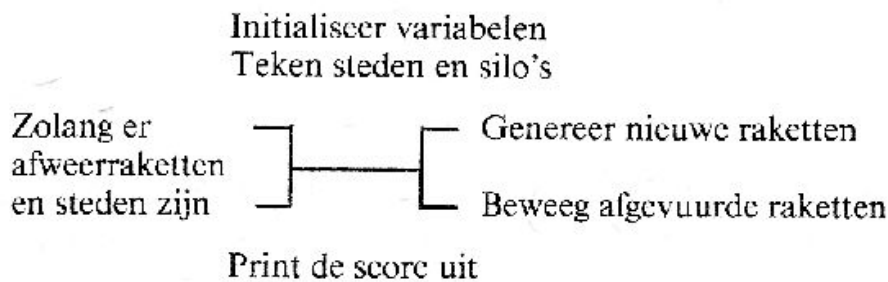 Initialiseer variabelen
Teken steden en silo's
Zolang er
afweerraketten
en steden zijn
Genereer nieuwe raketten
Beweeg afgevuurde raketten
Print de score uit